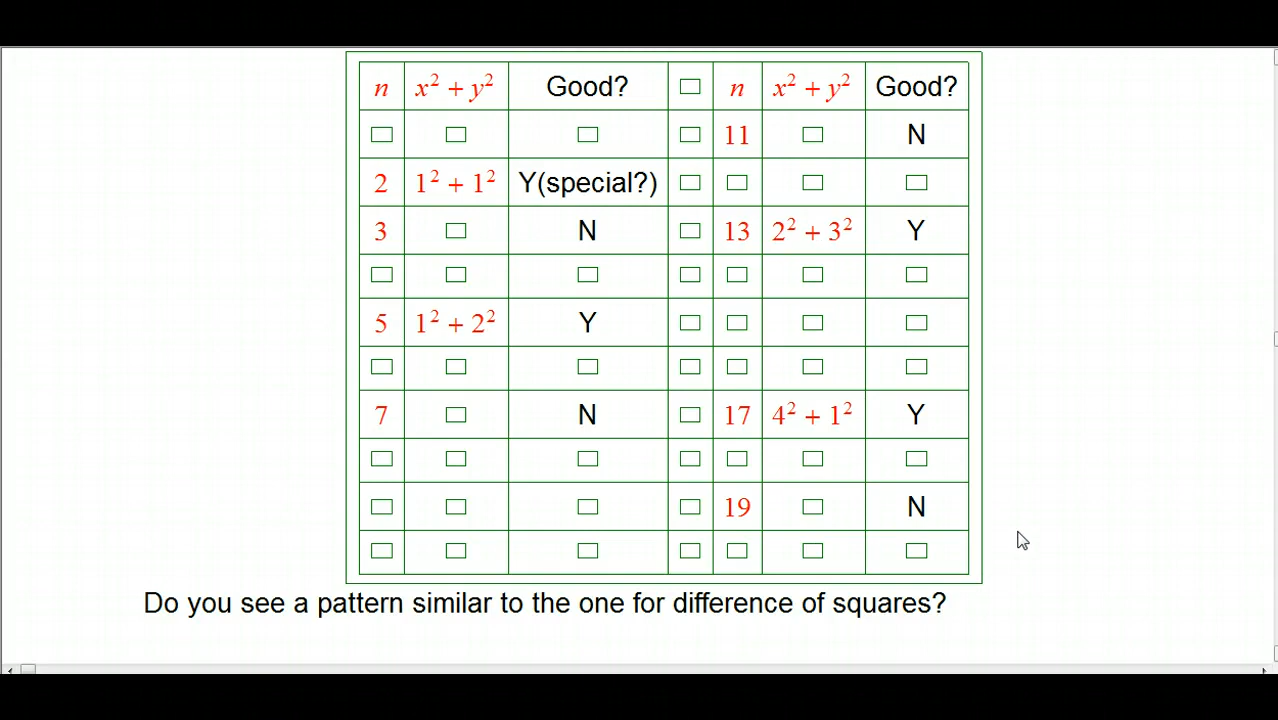 n x² + y² Good? □ n x² + y² Good?
□ □ □ □ 11 □ N
2 1² + 1² Y(special?) □ □ □ □
3 □ N □ 13 2² + 3² Y
□ □ □ □ □ □ □
5 1² + 2² Y □ □ □ □
□ □ □ □ □ □ □
7 □ N □ 17 4² + 1² Y
□ □ □ □ □ □ □
□ □ □ □ 19 □ N
□ □ □ □ □ □ □
Do you see a pattern similar to the one for difference of squares?